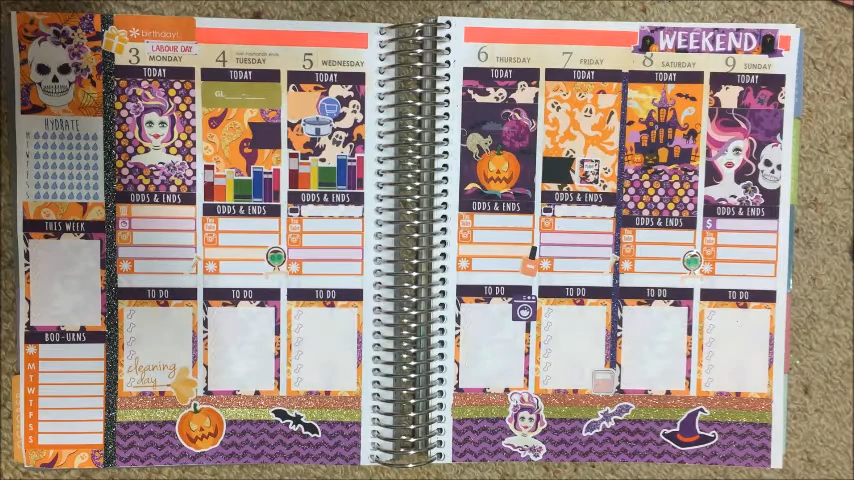 birthday!
LABOUR DAY
3
MONDAY
4
TUESDAY
5
WEDNESDAY
6
THURSDAY
7
FRIDAY
WEEKEND
8
SATURDAY
9
SUNDAY
TODAY
TODAY
TODAY
TODAY
TODAY
TODAY
TODAY
HYDRATE
ODDS & ENDS
ODDS & ENDS
ODDS & ENDS
ODDS & ENDS
ODDS & ENDS
ODDS & ENDS
ODDS & ENDS
THIS WEEK
TO DO
TO DO
TO DO
TO DO
TO DO
TO DO
TO DO
BOO-URNS
M
T
W
T
F
S
S
cleaning
day